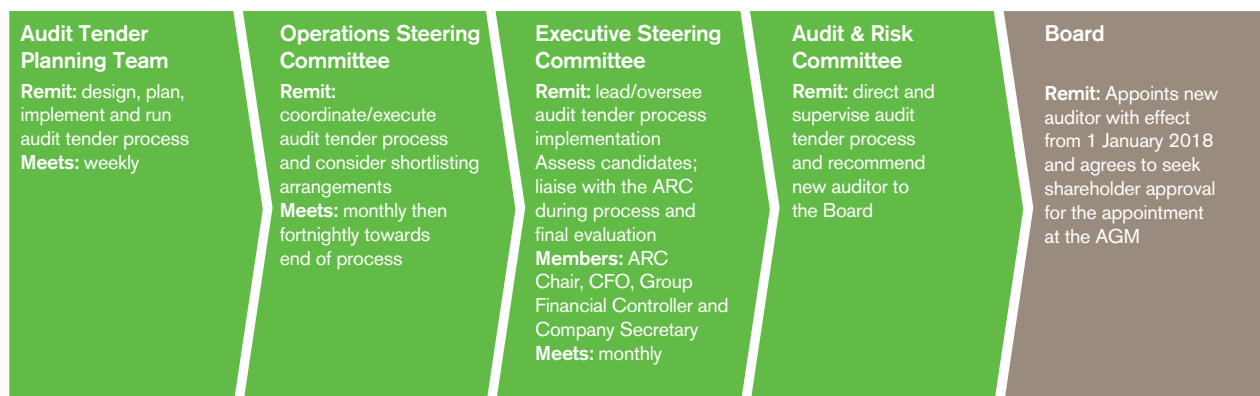 Audit Tender
Planning Team
Remit: design, plan,
implement and run
audit tender process
Meets: weekly
Operations Steering
Committee
Remit:
coordinate/execute
audit tender process
and consider shortlisting
arrangements
Meets: monthly then
fortnightly towards
end of process
Executive Steering
Committee
Remit: lead/oversee
audit tender process
implementation
Assess candidates;
liaise with the ARC
during process and
final evaluation
Members: ARC
Chair, CFO, Group
Financial Controller and
Company Secretary
Meets: monthly
Audit & Risk
Committee
Remit: direct and
supervise audit
tender process
and recommend
new auditor to
the Board
Board
Remit: Appoints new
auditor with effect
from 1 January 2018
and agrees to seek
shareholder approval
for the appointment
at the AGM